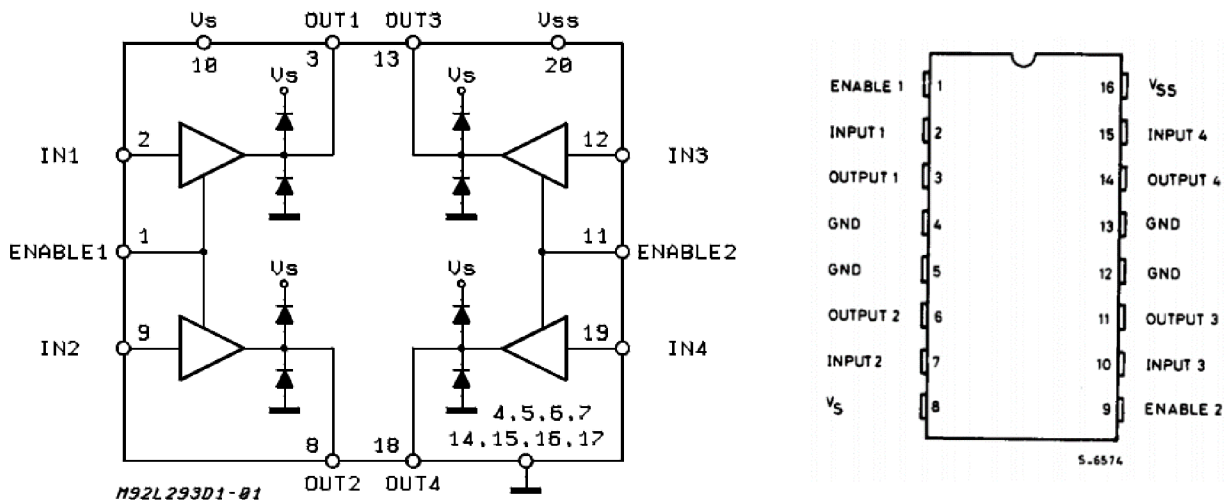 Vs OUT1 OUT3 Vss
10 3 13 20
Vs Vs
IN1 2 12 IN3
ENABLE1 1 11 ENABLE2
Vs Vs
IN2 9 19 IN4
4,5,6,7
8 18 14,15,16,17
OUT2 OUT4
M92L293D1-01
ENABLE 1 1 16 VSS
INPUT 1 2 15 INPUT 4
OUTPUT 1 3 14 OUTPUT 4
GND 4 13 GND
GND 5 12 GND
OUTPUT 2 6 11 OUTPUT 3
INPUT 2 7 10 INPUT 3
VS 8 9 ENABLE 2
S-6574